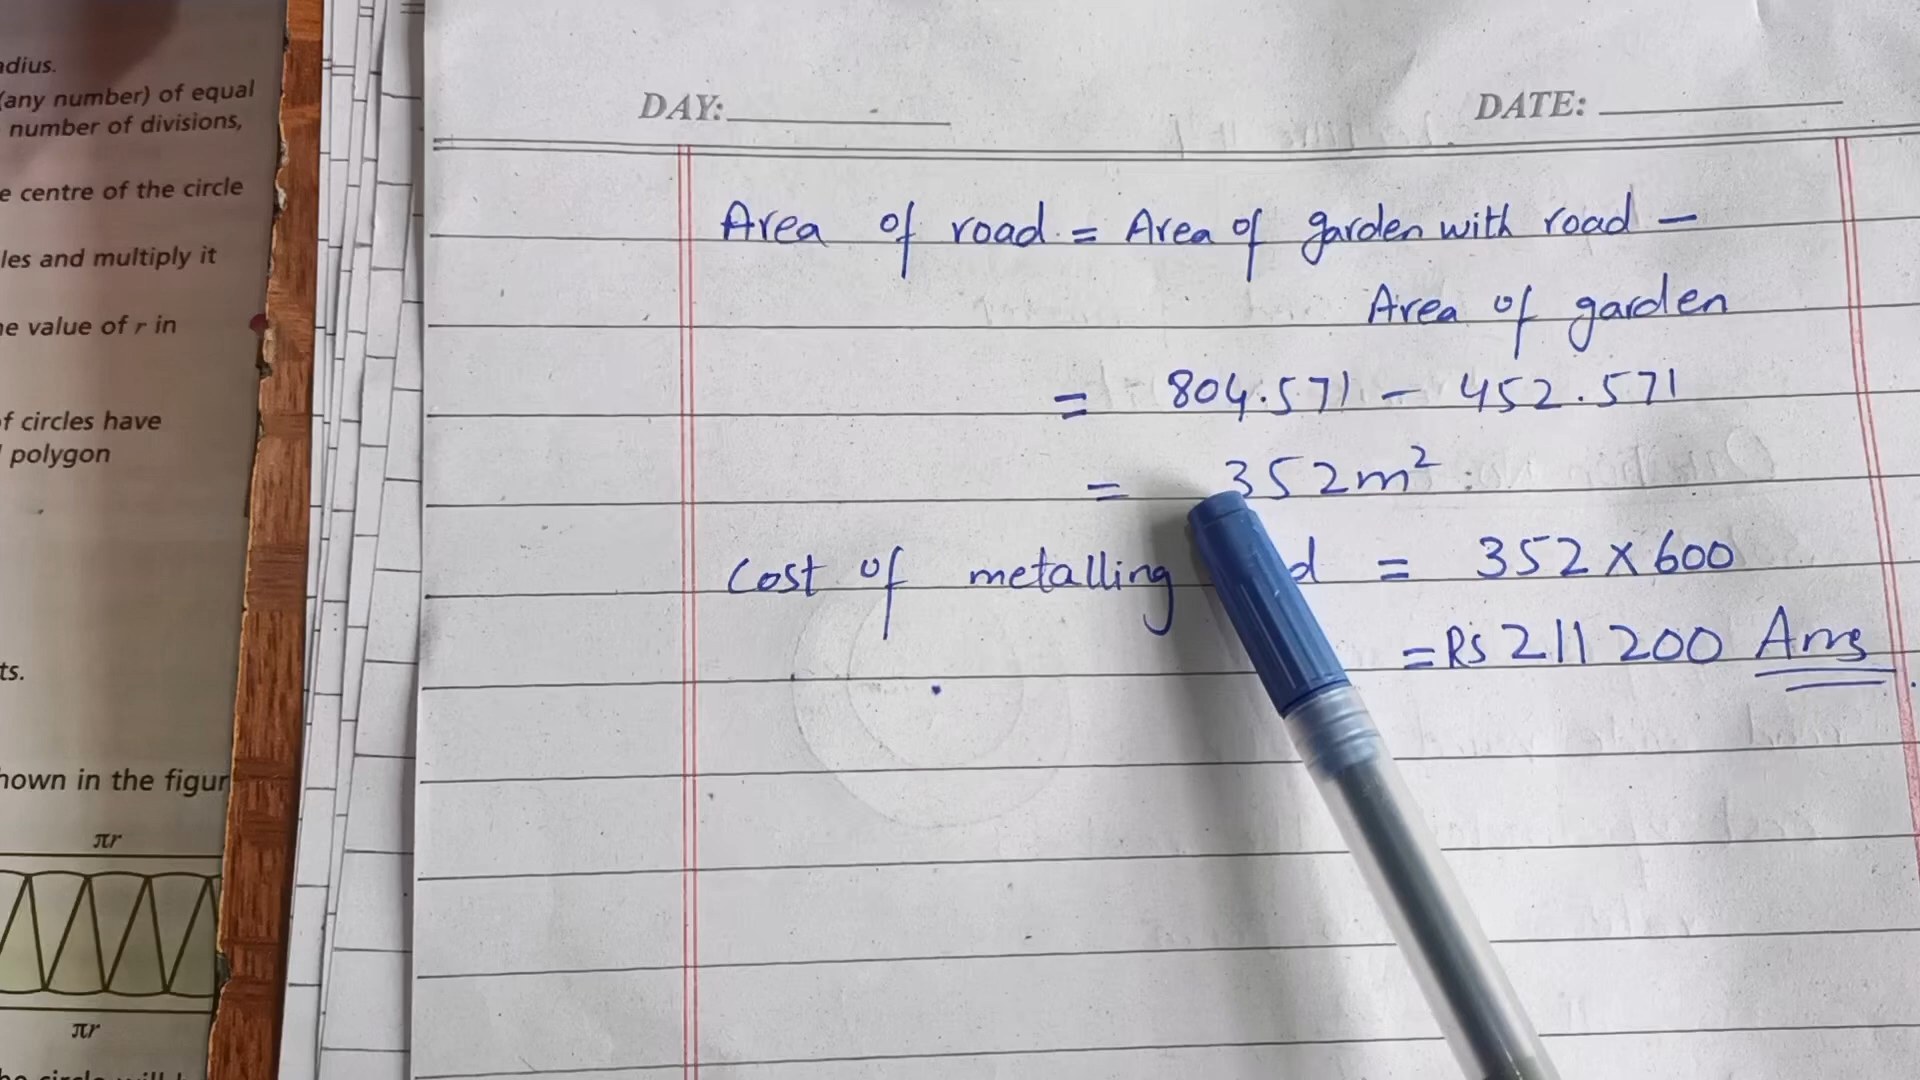 adius.
(any number) of equal
number of divisions,
e centre of the circle
les and multiply it
e value of r in
f circles have
polygon
ts.
hown in the figur
πr
πr
DAY:
DATE:
Area of road = Area of garden with road –
Area of garden
= 804.571 – 452.571
= 352m²
Cost of metalling d = 352 x 600
= Rs 211 200 Ans